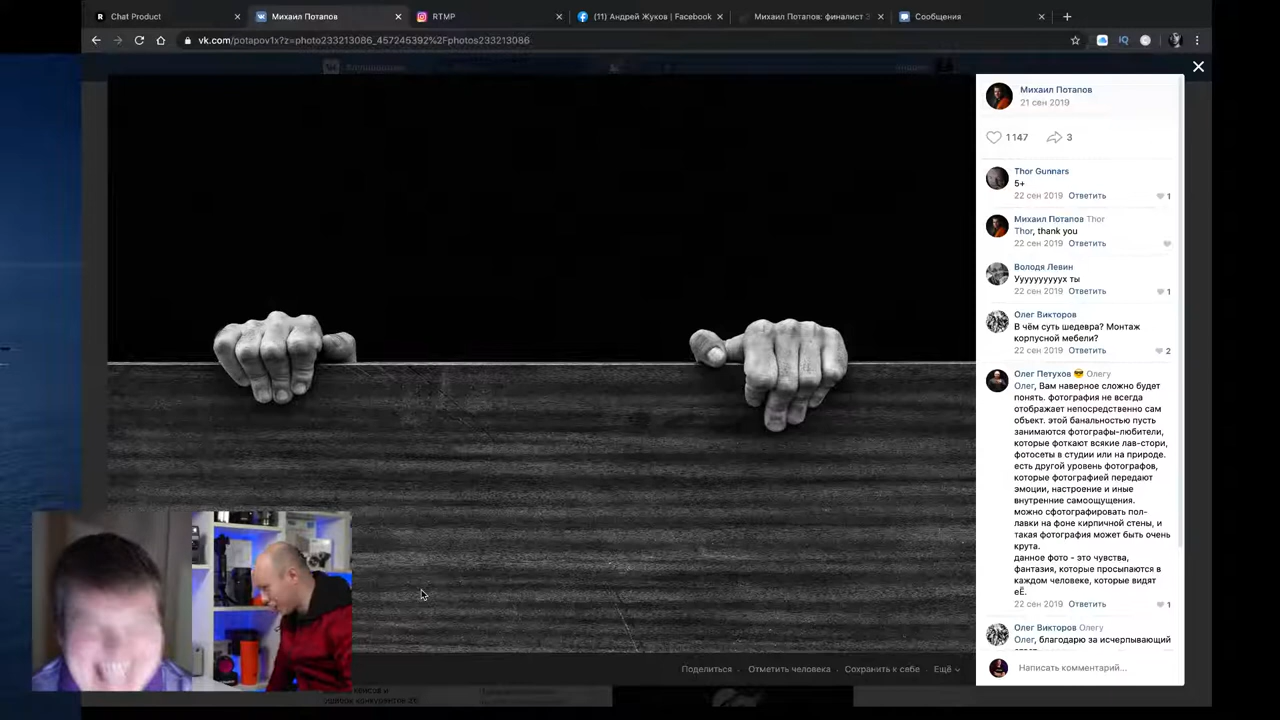 Chat Product
Михаил Потапов
RTMP
(11) Андрей Жуков | Facebook
Михаил Потапов: финалист 3
Сообщения
vk.com/potapov1x?z=photo233213086_457245392%2Fphotos233213086
Михаил Потапов
21 сен 2019
1 147
3
Thor Gunnars
5+
22 сен 2019 Ответить
1
Михаил Потапов Thor
Thor, thank you
22 сен 2019 Ответить
Володя Левин
Уууууууууух ты
22 сен 2019 Ответить
1
Олег Викторов
В чём суть шедевра? Монтаж
корпусной мебели?
22 сен 2019 Ответить
2
Олег Петухов Олегу
Олег, Вам наверное сложно будет
понять. фотография не всегда
отображает непосредственно сам
объект. этой банальностью пусть
занимаются фотографы-любители,
которые фоткают всякие лав-стори,
фотосеты в студии или на природе.
есть другой уровень фотографов,
которые фотографией передают
эмоции, настроение и иные
внутренние самоощущения.
можно сфотографировать пол-
лавки на фоне кирпичной стены, и
такая фотография может быть очень
крута.
данное фото - это чувства,
фантазия, которые просыпаются в
каждом человеке, которые видят
еЁ.
22 сен 2019 Ответить
1
Олег Викторов Олегу
Олег, благодарю за исчерпывающий
Написать комментарий...
Поделиться
Отметить человека
Сохранить к себе
Ещё